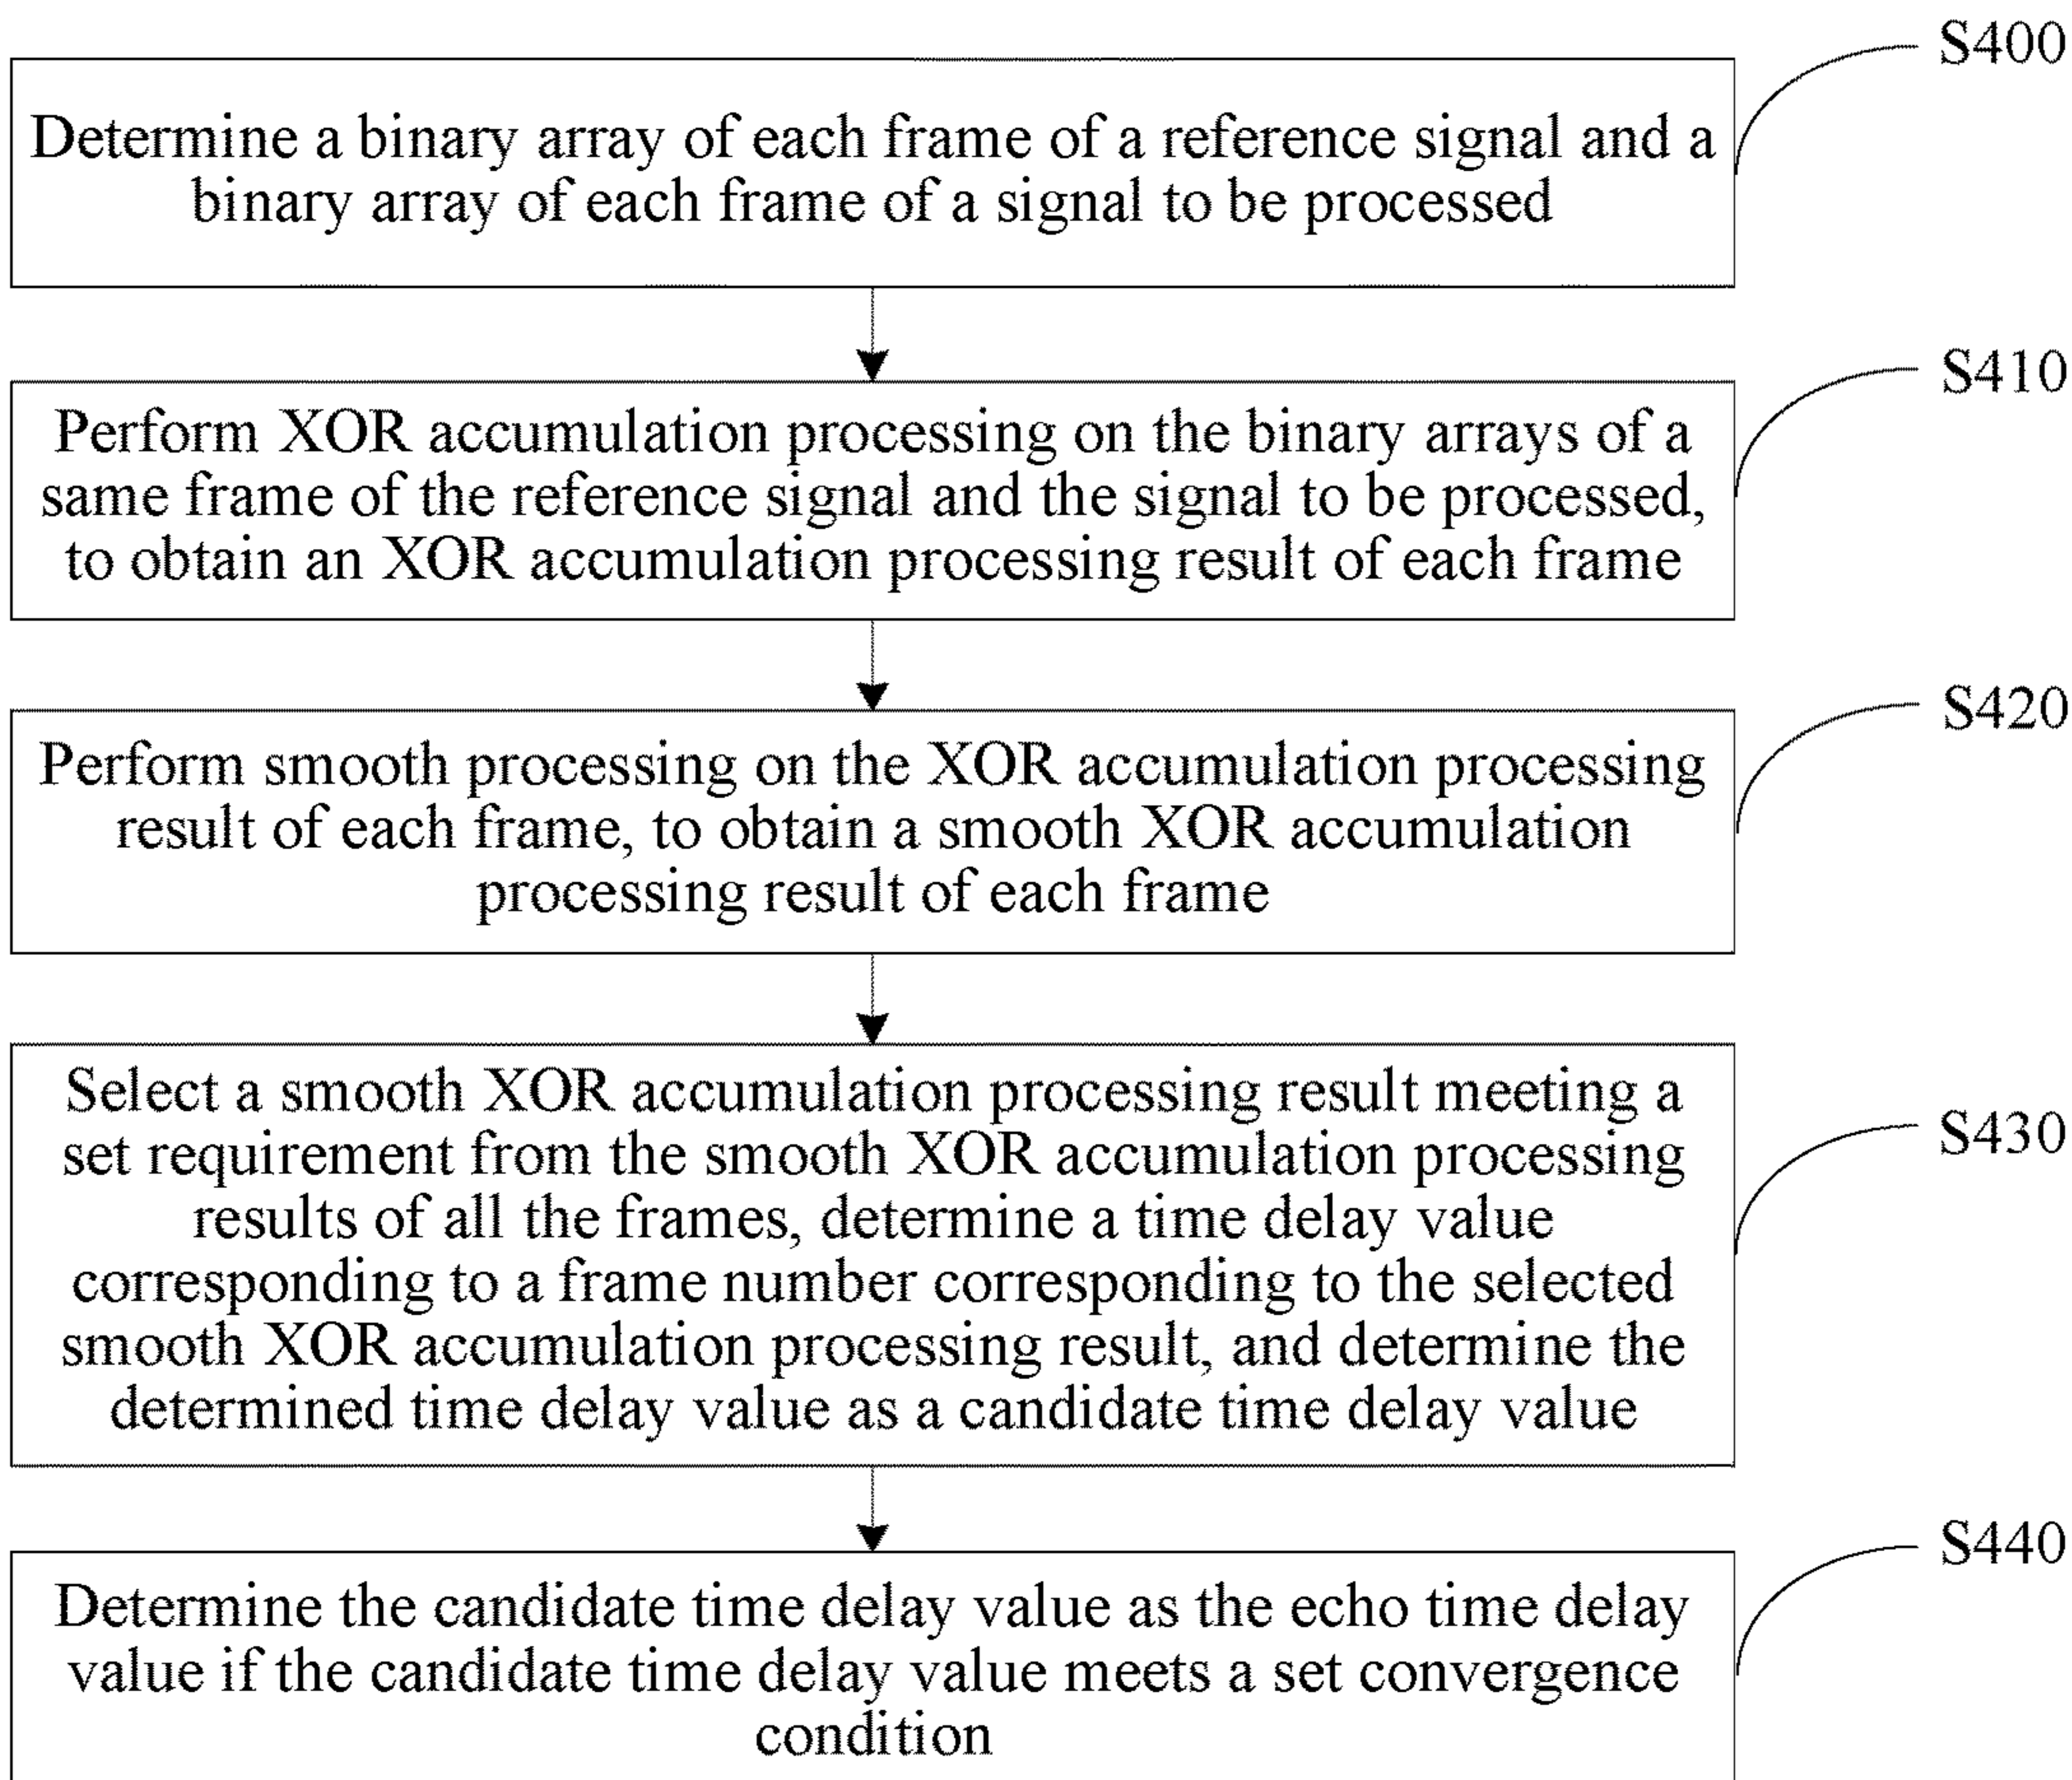 S400
Determine a binary array of each frame of a reference signal and a
binary array of each frame of a signal to be processed
S410
Perform XOR accumulation processing on the binary arrays of a
same frame of the reference signal and the signal to be processed,
to obtain an XOR accumulation processing result of each frame
S420
Perform smooth processing on the XOR accumulation processing
result of each frame, to obtain a smooth XOR accumulation
processing result of each frame
S430
Select a smooth XOR accumulation processing result meeting a
set requirement from the smooth XOR accumulation processing
results of all the frames, determine a time delay value
corresponding to a frame number corresponding to the selected
smooth XOR accumulation processing result, and determine the
determined time delay value as a candidate time delay value
S440
Determine the candidate time delay value as the echo time delay
value if the candidate time delay value meets a set convergence
condition